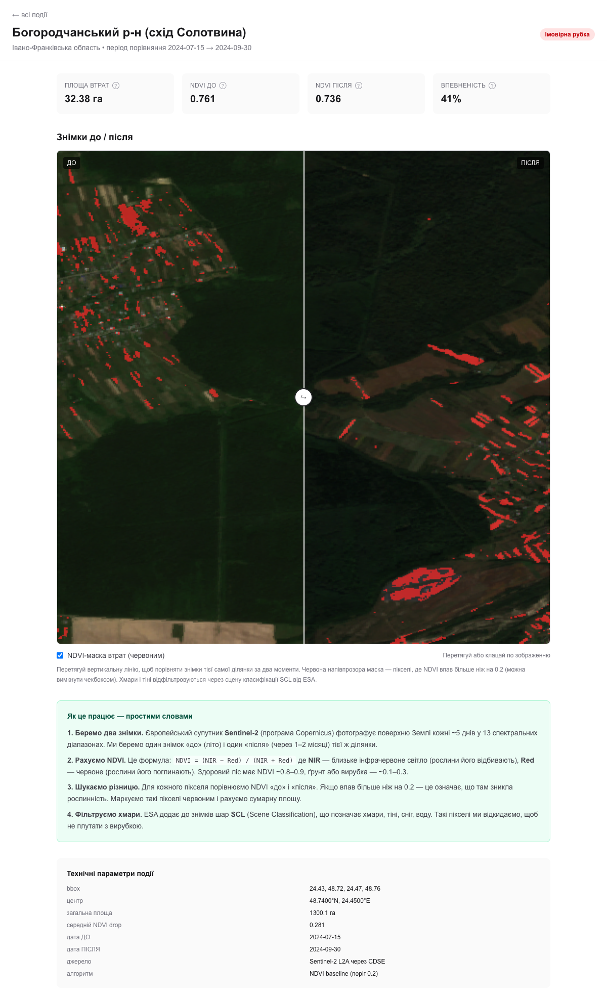 ← всі події
Богородчанський р-н (схід Солотвина)
Імовірна рубка
Івано-Франківська область • період порівняння 2024-07-15 → 2024-09-30
ПЛОЩА ВТРАТ ?
32.38 га
NDVI ДО ?
0.761
NDVI ПІСЛЯ ?
0.736
ВПЕВНЕНІСТЬ ?
41%
Знімки до / після
ДО
ПІСЛЯ
NDVI-маска втрат (червоним)
Перетягуй або клацай по зображенню
Перетягуй вертикальну лінію, щоб порівняти знімки тієї самої ділянки за два моменти. Червона напівпрозора маска — пікселі, де NDVI впав більше ніж на 0.2 (можна
вимкнути чекбоксом). Хмари і тіні відфільтровуються через сцену класифікації SCL від ESA.
Як це працює — простими словами
1. Беремо два знімки. Європейський супутник Sentinel-2 (програма Copernicus) фотографує поверхню Землі кожні ~5 днів у 13 спектральних
діапазонах. Ми беремо один знімок «до» (літо) і один «після» (через 1–2 місяці) тієї ж ділянки.
2. Рахуємо NDVI. Це формула: NDVI = (NIR − Red) / (NIR + Red) де NIR — близьке інфрачервоне світло (рослини його відбивають), Red
— червоне (рослини його поглинають). Здоровий ліс має NDVI ~0.8–0.9, ґрунт або вирубка — ~0.1–0.3.
3. Шукаємо різницю. Для кожного пікселя порівнюємо NDVI «до» і «після». Якщо впав більше ніж на 0.2 — це означає, що там зникла
рослинність. Маркуємо такі пікселі червоним і рахуємо сумарну площу.
4. Фільтруємо хмари. ESA додає до знімків шар SCL (Scene Classification), що позначає хмари, тіні, сніг, воду. Такі пікселі ми відкидаємо, щоб
не плутати з вирубкою.
Технічні параметри події
bbox 24.43, 48.72, 24.47, 48.76
центр 48.7400°N, 24.4500°E
загальна площа 1300.1 га
середній NDVI drop 0.281
дата ДО 2024-07-15
дата ПІСЛЯ 2024-09-30
джерело Sentinel-2 L2A через CDSE
алгоритм NDVI baseline (поріг 0.2)